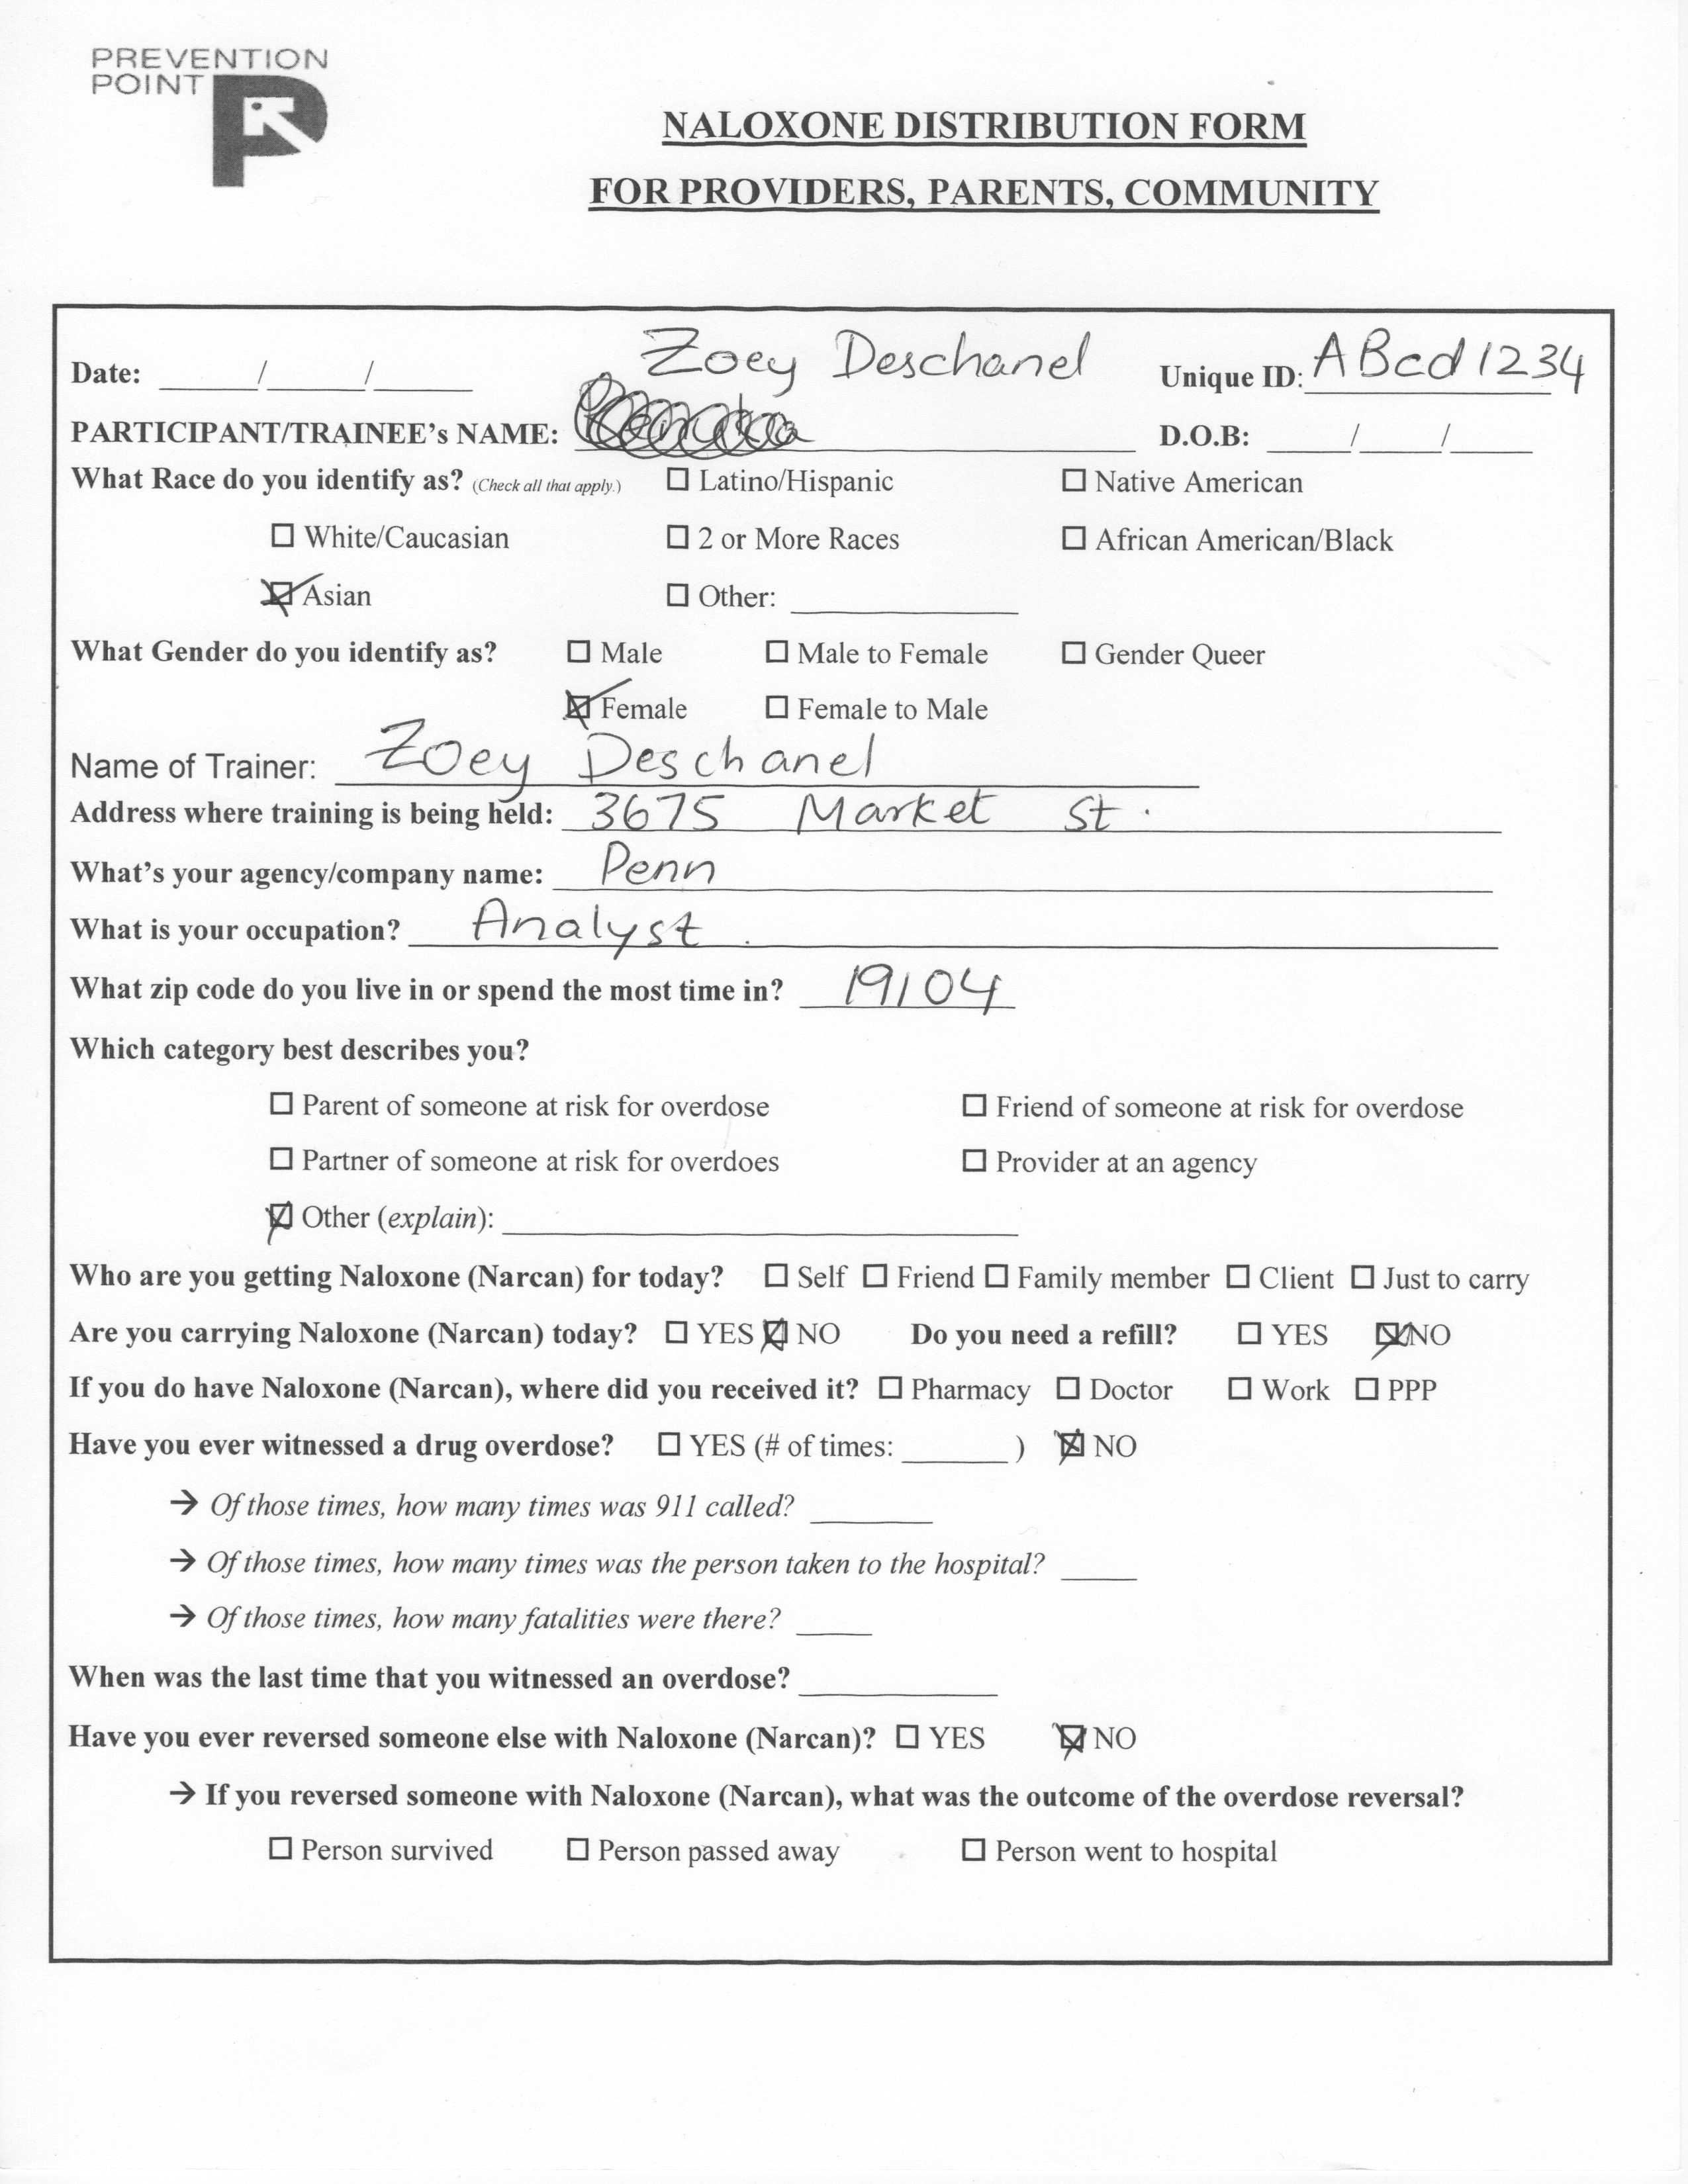 PREVENTION
POINT
NALOXONE DISTRIBUTION FORM
FOR PROVIDERS, PARENTS, COMMUNITY
Date: ______/______/______ Zoey Deschanel Unique ID: ABcd1234
PARTICIPANT/TRAINEE's NAME: D.O.B: _____/_____/_____
What Race do you identify as? (Check all that apply.) ☐ Latino/Hispanic ☐ Native American
☐ White/Caucasian ☐ 2 or More Races ☐ African American/Black
☒ Asian ☐ Other: ______________
What Gender do you identify as? ☐ Male ☐ Male to Female ☐ Gender Queer
☒ Female ☐ Female to Male
Name of Trainer: Zoey Deschanel
Address where training is being held: 3675 Market St.
What's your agency/company name: Penn
What is your occupation? Analyst.
What zip code do you live in or spend the most time in? 19104
Which category best describes you?
☐ Parent of someone at risk for overdose ☐ Friend of someone at risk for overdose
☐ Partner of someone at risk for overdoes ☐ Provider at an agency
☒ Other (explain): ______________
Who are you getting Naloxone (Narcan) for today? ☐ Self ☐ Friend ☐ Family member ☐ Client ☐ Just to carry
Are you carrying Naloxone (Narcan) today? ☐ YES ☒ NO Do you need a refill? ☐ YES ☒ NO
If you do have Naloxone (Narcan), where did you received it? ☐ Pharmacy ☐ Doctor ☐ Work ☐ PPP
Have you ever witnessed a drug overdose? ☐ YES (# of times: _______ ) ☒ NO
→ Of those times, how many times was 911 called? ________
→ Of those times, how many times was the person taken to the hospital? _____
→ Of those times, how many fatalities were there? _____
When was the last time that you witnessed an overdose? ____________
Have you ever reversed someone else with Naloxone (Narcan)? ☐ YES ☒ NO
→ If you reversed someone with Naloxone (Narcan), what was the outcome of the overdose reversal?
☐ Person survived ☐ Person passed away ☐ Person went to hospital